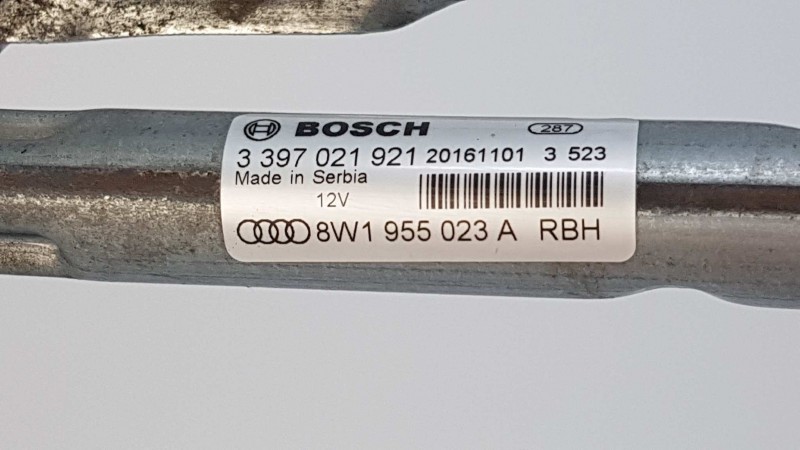 BOSCH 287
3 397 021 921 20161101 3 523
Made in Serbia
12V
8W1 955 023 A RBH